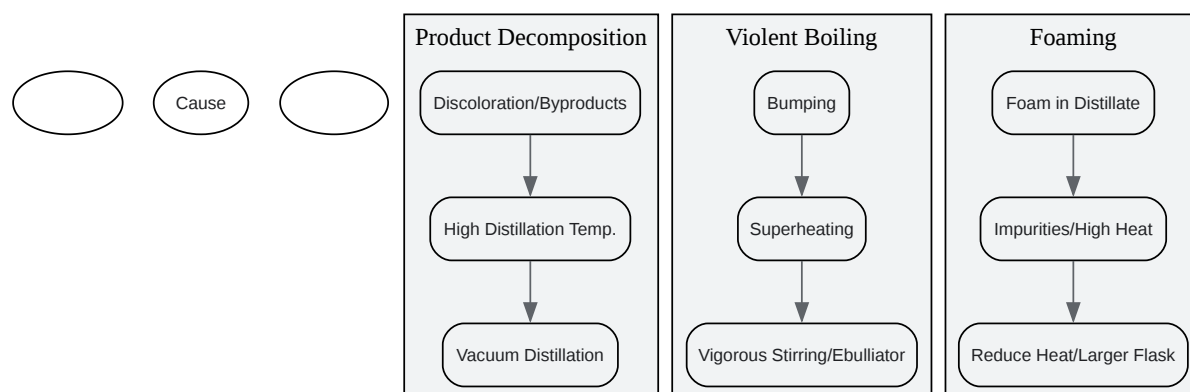 Product Decomposition
Violent Boiling
Foaming
Cause
Discoloration/Byproducts
Bumping
Foam in Distillate
High Distillation Temp.
Superheating
Impurities/High Heat
Vacuum Distillation
Vigorous Stirring/Ebulliator
Reduce Heat/Larger Flask